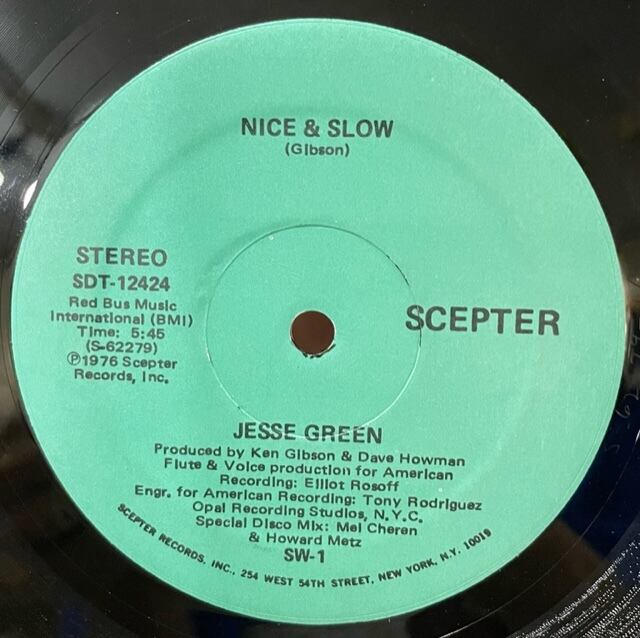 NICE & SLOW
(Gibson)
STEREO
SDT-12424
Red Bus Music
International (BMI)
Time: 5:45
(S-62279)
℗1976 Scepter
Records, Inc.
SCEPTER
JESSE GREEN
Produced by Ken Gibson & Dave Howman
Flute & Voice production for American
Recording: Elliot Rosoff
Engr. for American Recording: Tony Rodriguez
Opal Recording Studios, N.Y.C.
Special Disco Mix: Mel Cheren
& Howard Metz
SW-1
SCEPTER RECORDS, INC., 254 WEST 54TH STREET, NEW YORK, N.Y. 10019